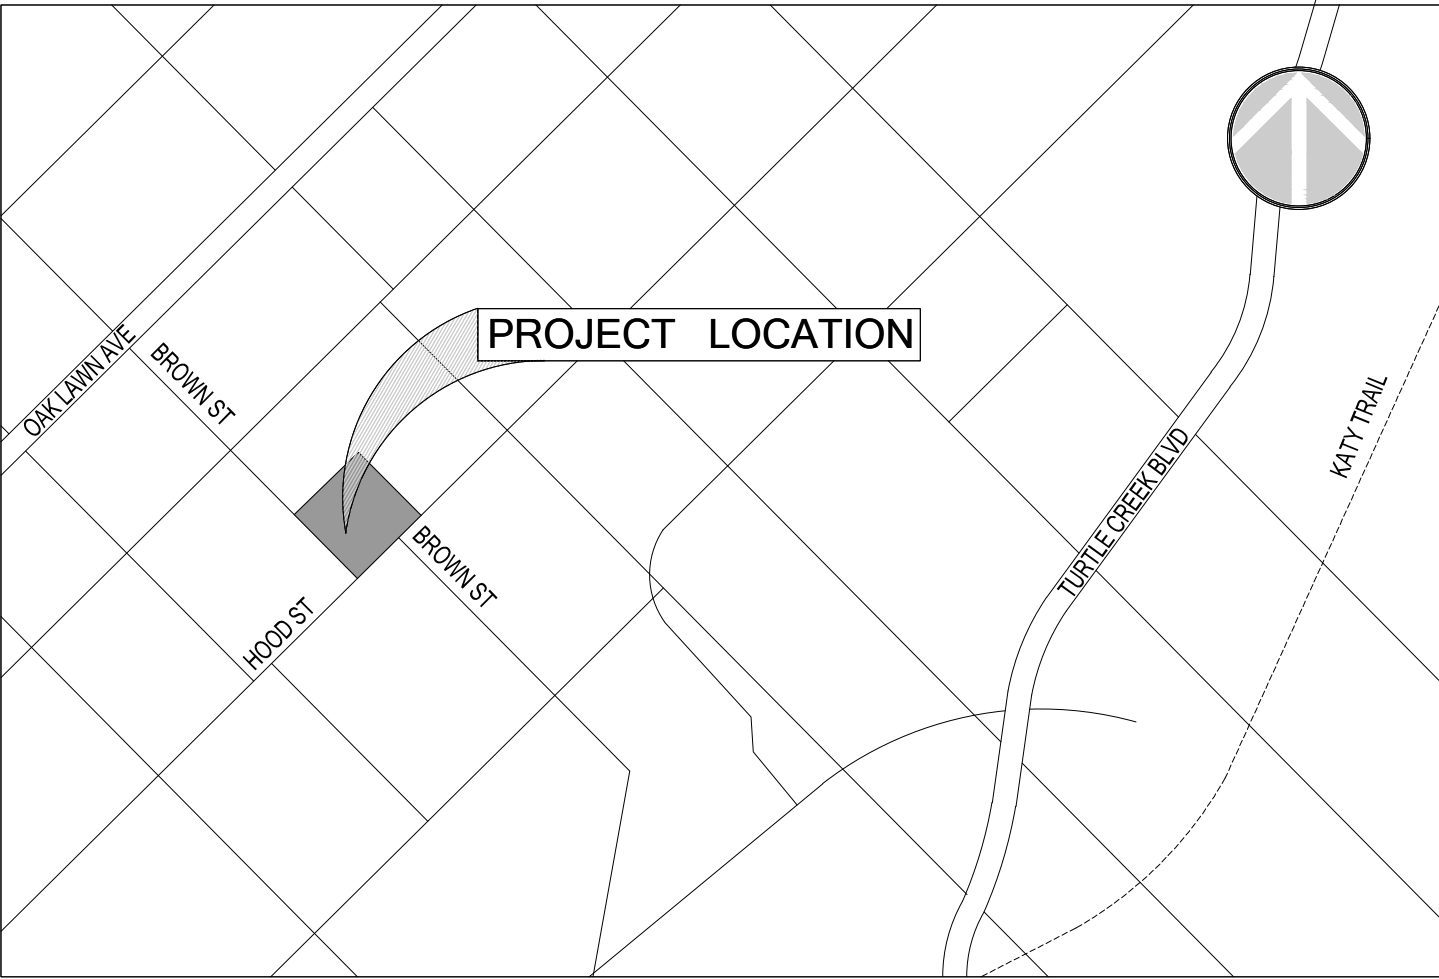 PROJECT LOCATION
OAK LAWN AVE
BROWN ST
KATY TRAIL
TURTLE CREEK BLVD
BROWN ST
HOOD ST